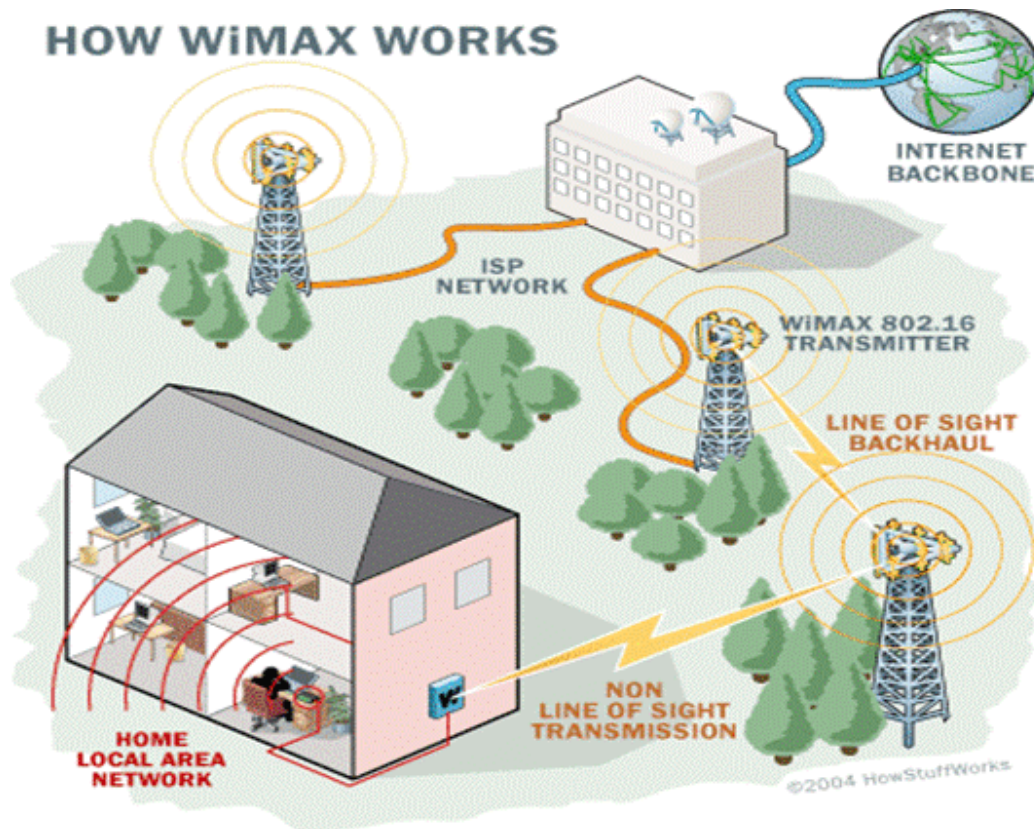 HOW WiMAX WORKS
INTERNET
BACKBONE
ISP
NETWORK
WiMAX 802.16
TRANSMITTER
LINE OF SIGHT
BACKHAUL
NON
LINE OF SIGHT
TRANSMISSION
HOME
LOCAL AREA
NETWORK
©2004 HowStuffWorks